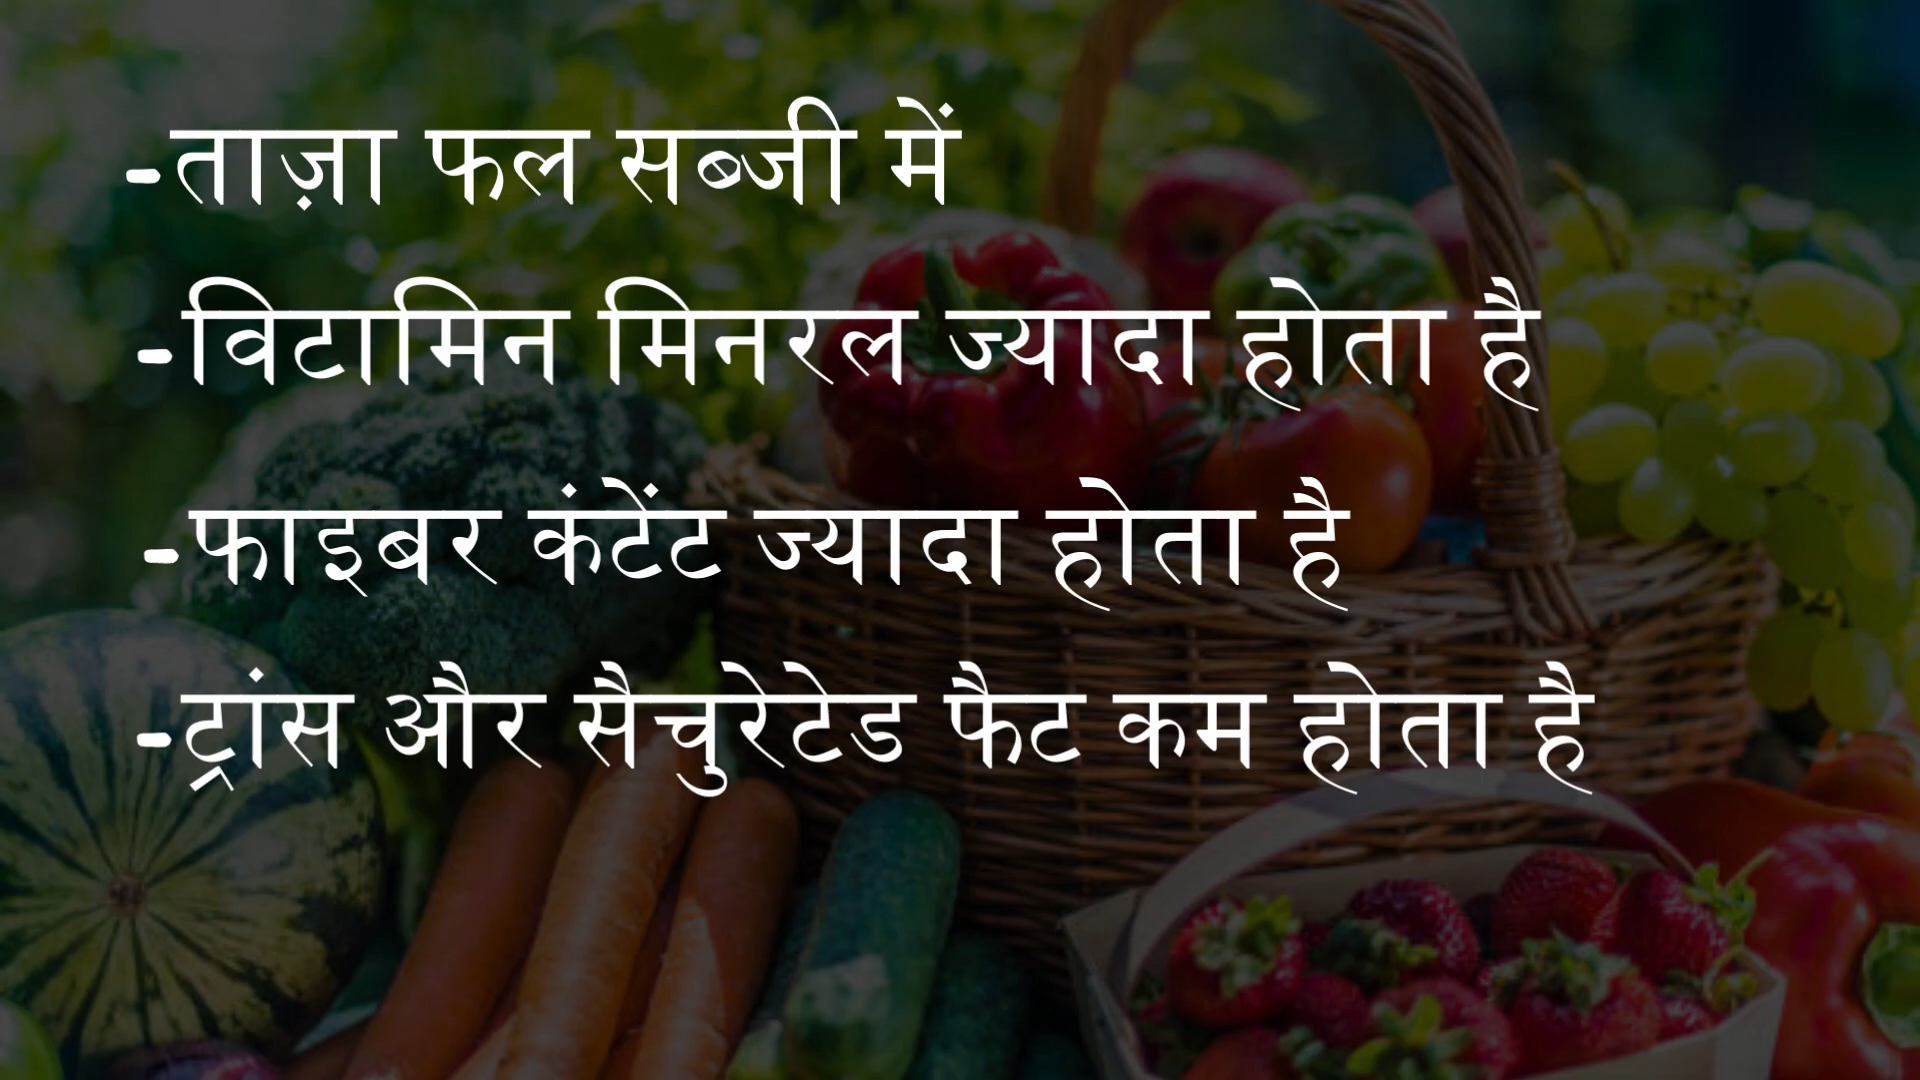 -ताज़ा फल सब्जी में
-विटामिन मिनरल ज्यादा होता है
-फाइबर कंटेंट ज्यादा होता है
-ट्रांस और सैचुरेटेड फैट कम होता है